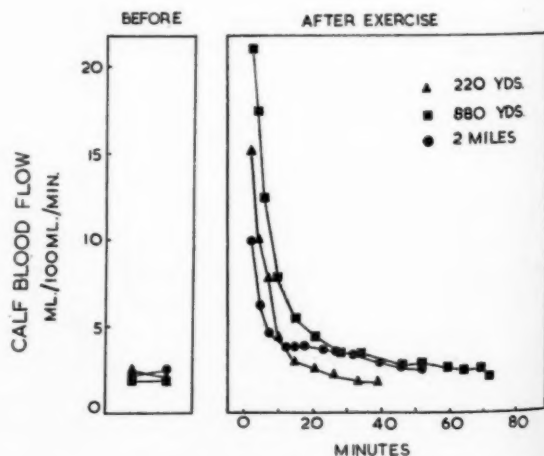 BEFORE
AFTER EXERCISE
20
15
10
5
0
CALF BLOOD FLOW
ML./100ML./MIN.
220 YDS.
880 YDS.
2 MILES
0 20 40 60 80
MINUTES